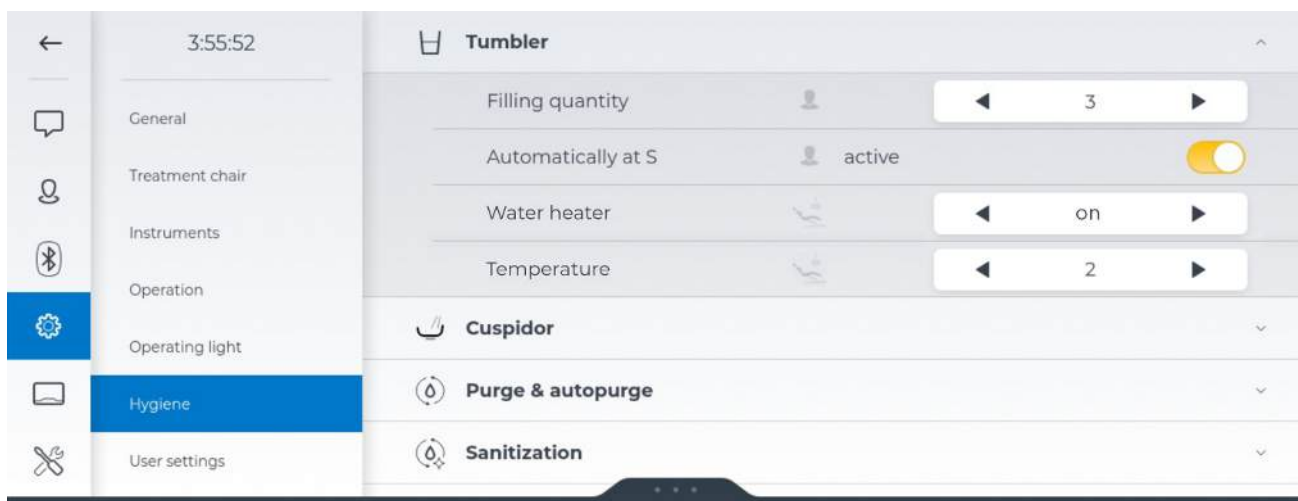 3:55:52
General
Treatment chair
Instruments
Operation
Operating light
Hygiene
User settings
Tumbler
Filling quantity 3
Automatically at S active
Water heater on
Temperature 2
Cuspidor
Purge & autopurge
Sanitization